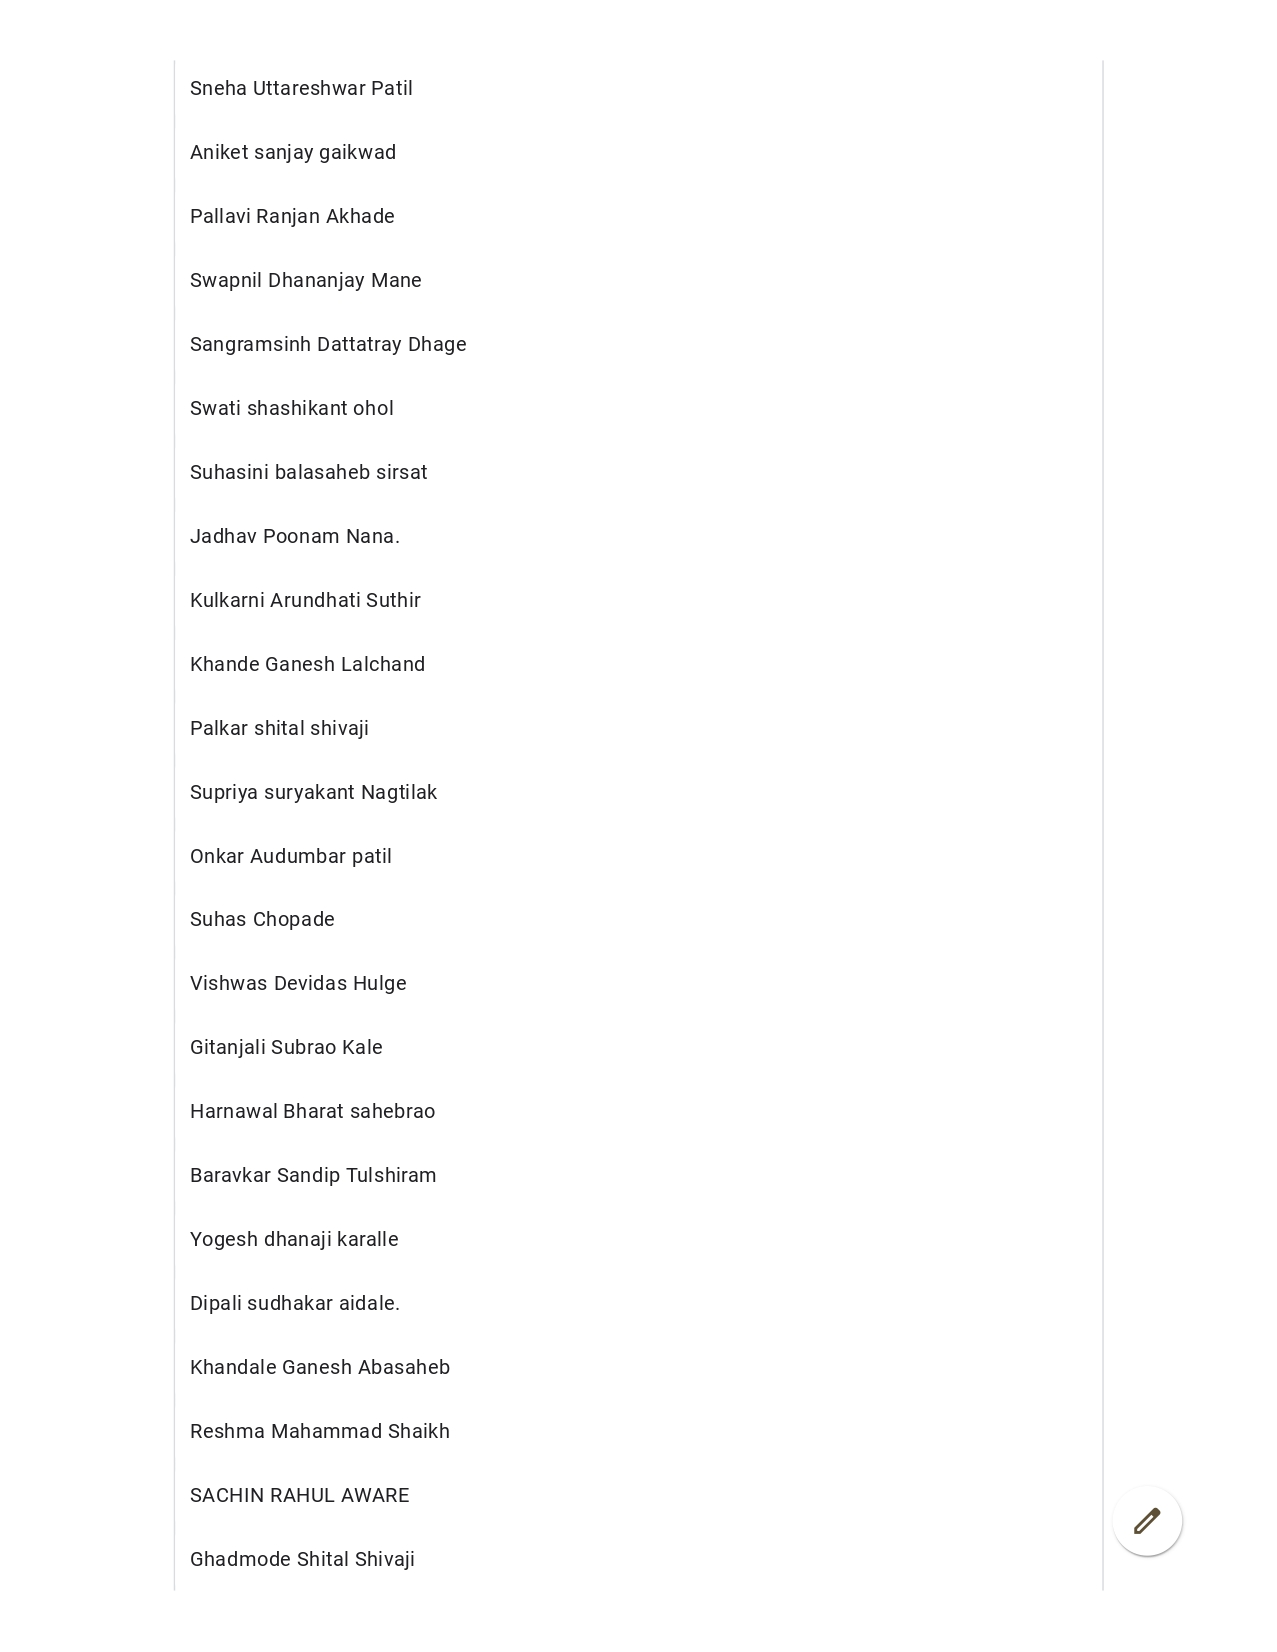 Sneha Uttareshwar Patil
Aniket sanjay gaikwad
Pallavi Ranjan Akhade
Swapnil Dhananjay Mane
Sangramsinh Dattatray Dhage
Swati shashikant ohol
Suhasini balasaheb sirsat
Jadhav Poonam Nana.
Kulkarni Arundhati Suthir
Khande Ganesh Lalchand
Palkar shital shivaji
Supriya suryakant Nagtilak
Onkar Audumbar patil
Suhas Chopade
Vishwas Devidas Hulge
Gitanjali Subrao Kale
Harnawal Bharat sahebrao
Baravkar Sandip Tulshiram
Yogesh dhanaji karalle
Dipali sudhakar aidale.
Khandale Ganesh Abasaheb
Reshma Mahammad Shaikh
SACHIN RAHUL AWARE
Ghadmode Shital Shivaji